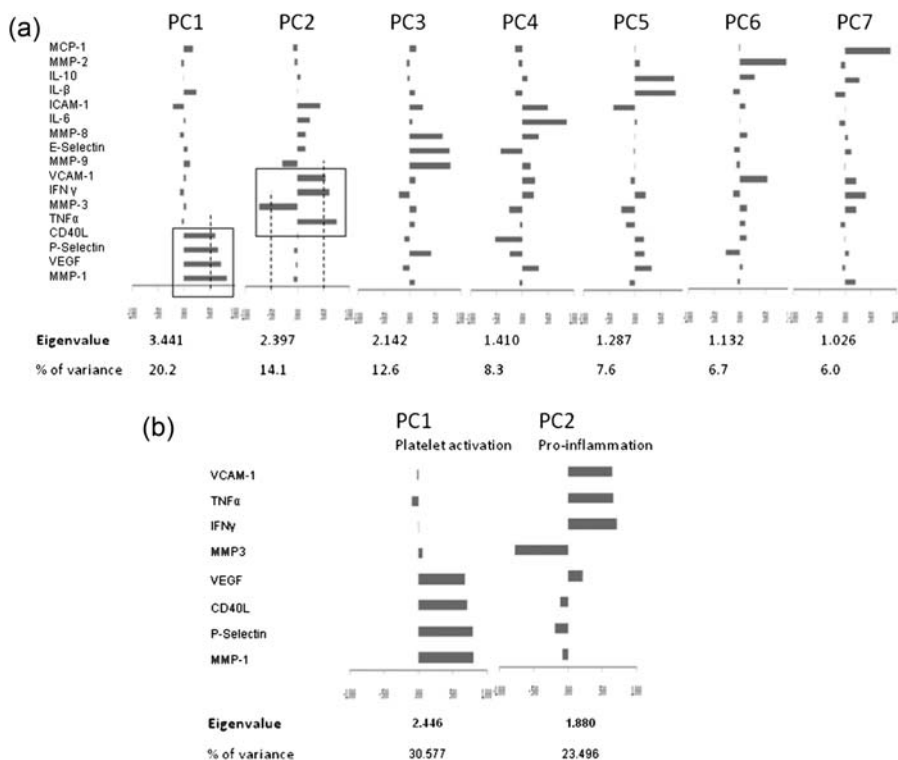 (a) PC1 PC2 PC3 PC4 PC5 PC6 PC7
MCP-1
MMP-2
IL-10
IL-β
ICAM-1
IL-6
MMP-8
E-Selectin
MMP-9
VCAM-1
IFN γ
MMP-3
TNFα
CD40L
P-Selectin
VEGF
MMP-1
Eigenvalue 3.441 2.397 2.142 1.410 1.287 1.132 1.026
% of variance 20.2 14.1 12.6 8.3 7.6 6.7 6.0
(b) PC1 PC2
Platelet activation Pro-inflammation
VCAM-1
TNFα
IFNγ
MMP3
VEGF
CD40L
P-Selectin
MMP-1
Eigenvalue 2.446 1.880
% of variance 30.577 23.496